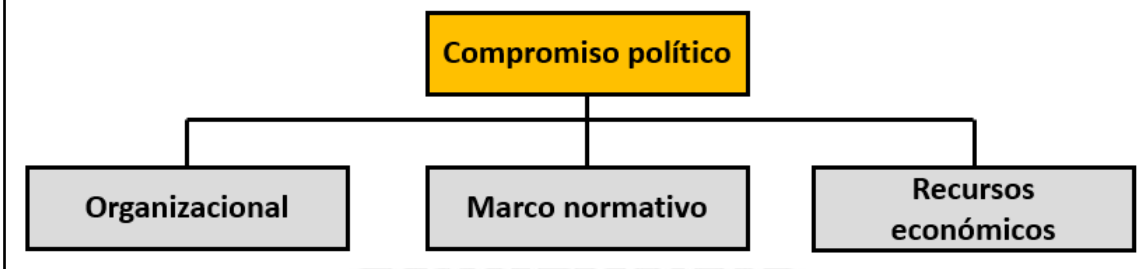 Compromiso político
Organizacional
Marco normativo
Recursos
económicos